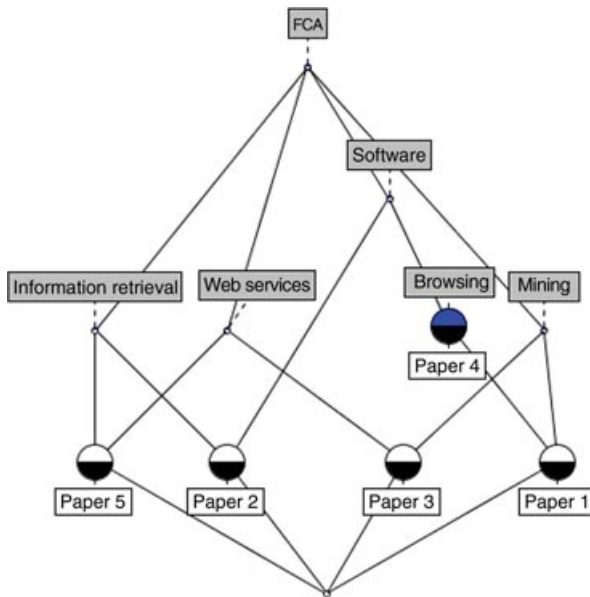 FCA
Software
Information retrieval
Web services
Browsing
Mining
Paper 4
Paper 5
Paper 2
Paper 3
Paper 1